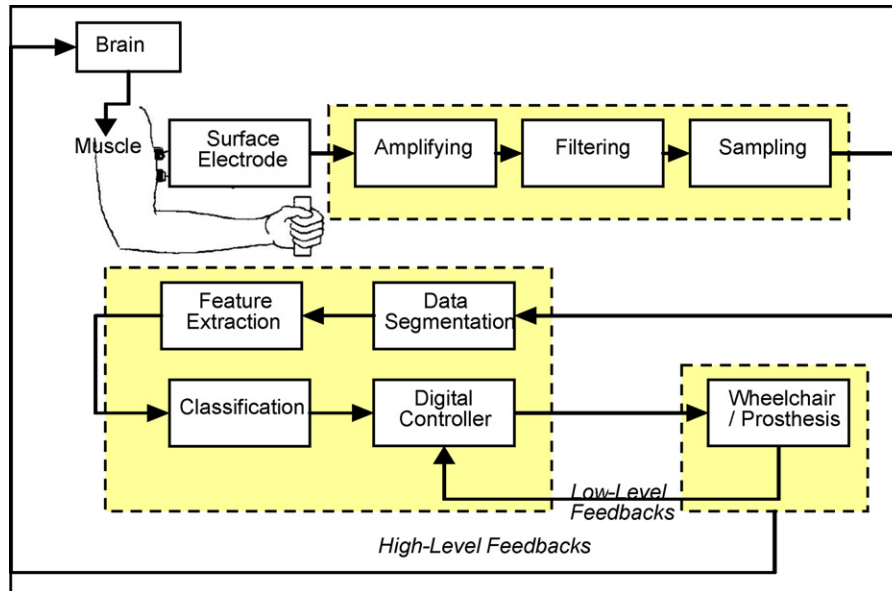 Brain
Muscle
Surface
Electrode
Amplifying
Filtering
Sampling
Feature
Extraction
Data
Segmentation
Classification
Digital
Controller
Wheelchair
/ Prosthesis
Low-Level
Feedbacks
High-Level Feedbacks